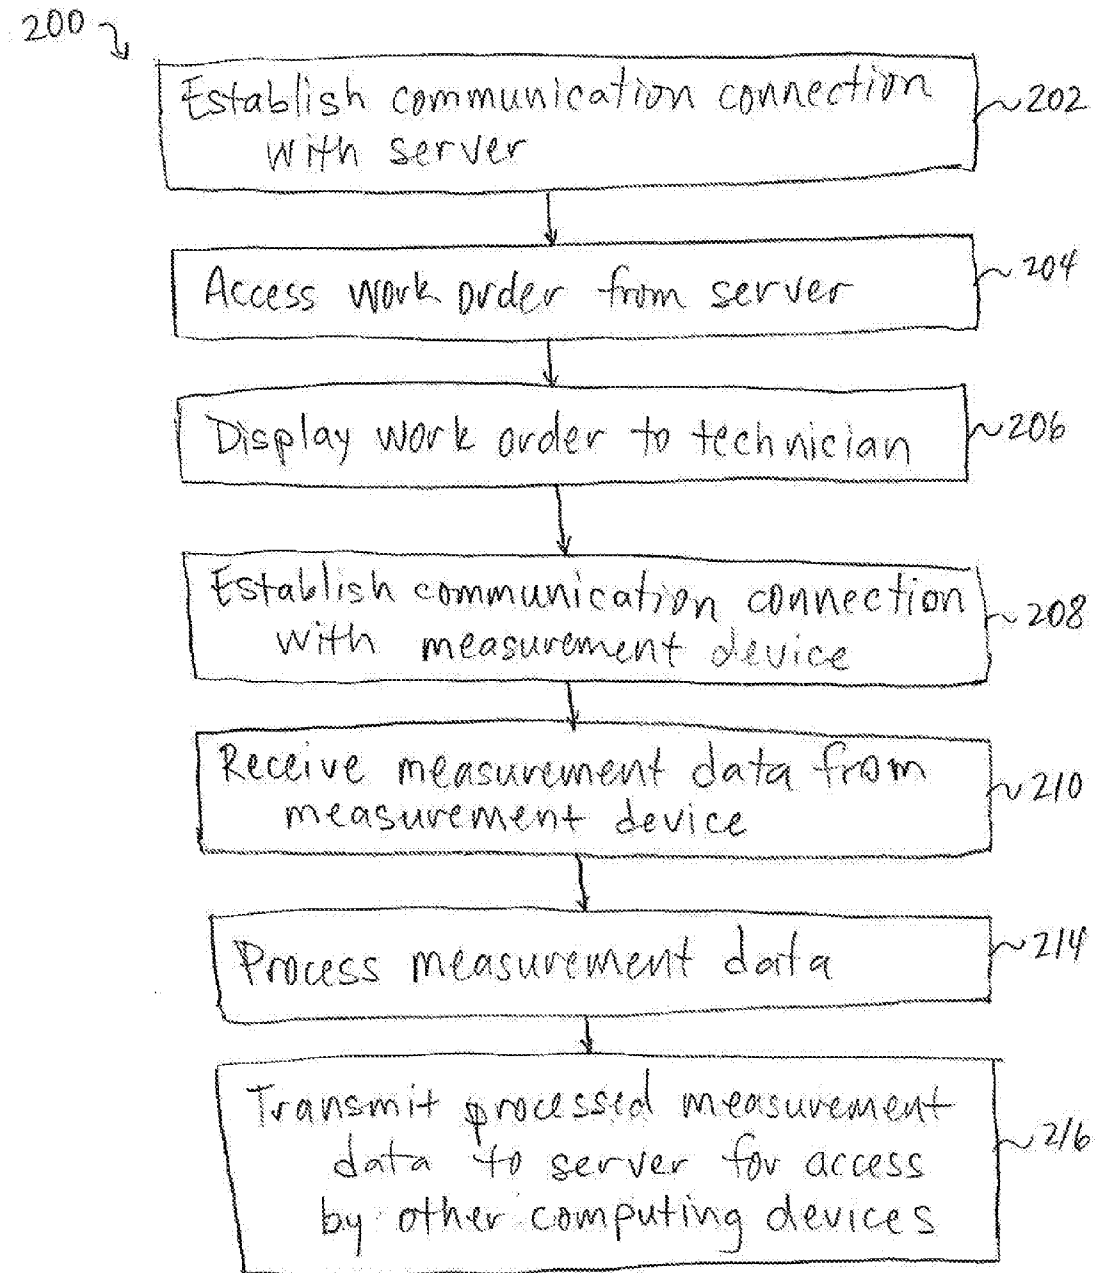 200
Establish communication connection
with server
202
Access work order from server
204
Display work order to technician
206
Establish communication connection
with measurement device
208
Receive measurement data from
measurement device
210
Process measurement data
214
Transmit processed measurement
data to server for access
by other computing devices
216